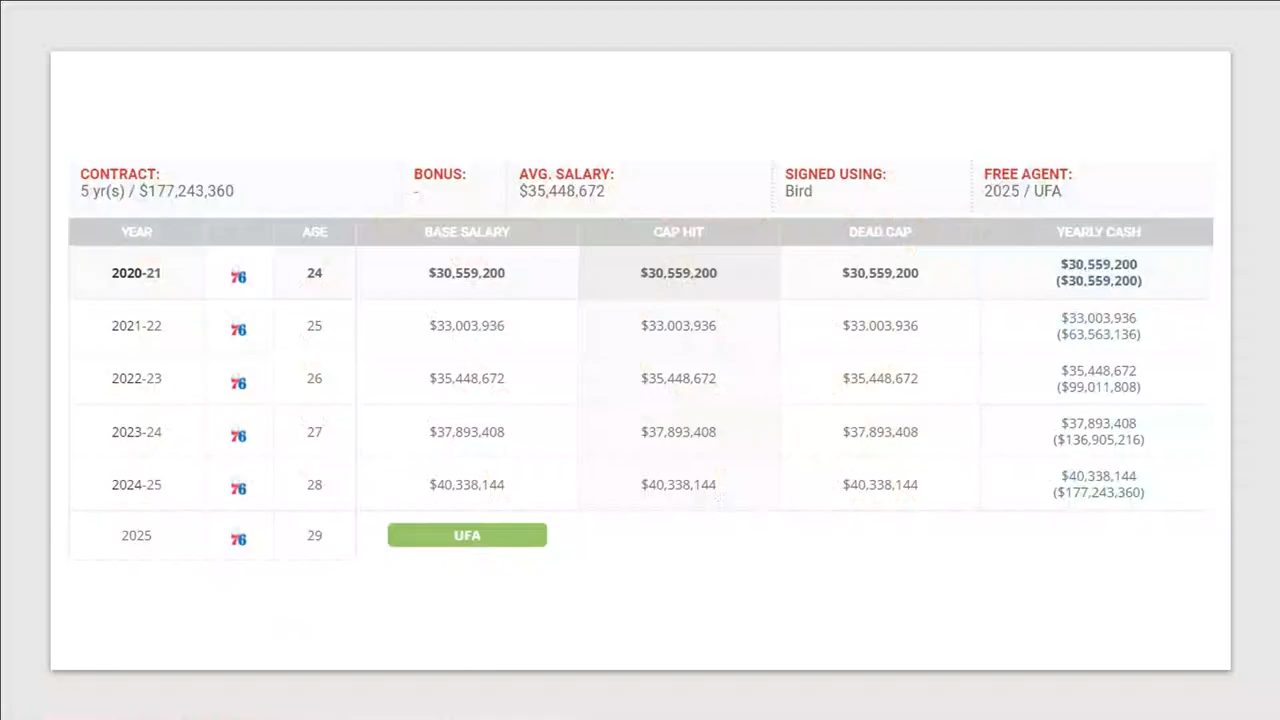 CONTRACT: BONUS: AVG. SALARY: SIGNED USING: FREE AGENT:
5 yr(s) / $177,243,360 - $35,448,672 Bird 2025 / UFA
YEAR AGE BASE SALARY CAP HIT DEAD CAP YEARLY CASH
2020-21 76 24 $30,559,200 $30,559,200 $30,559,200 $30,559,200
($30,559,200)
2021-22 76 25 $33,003,936 $33,003,936 $33,003,936 $33,003,936
($63,563,136)
2022-23 76 26 $35,448,672 $35,448,672 $35,448,672 $35,448,672
($99,011,808)
2023-24 76 27 $37,893,408 $37,893,408 $37,893,408 $37,893,408
($136,905,216)
2024-25 76 28 $40,338,144 $40,338,144 $40,338,144 $40,338,144
($177,243,360)
2025 76 29 UFA